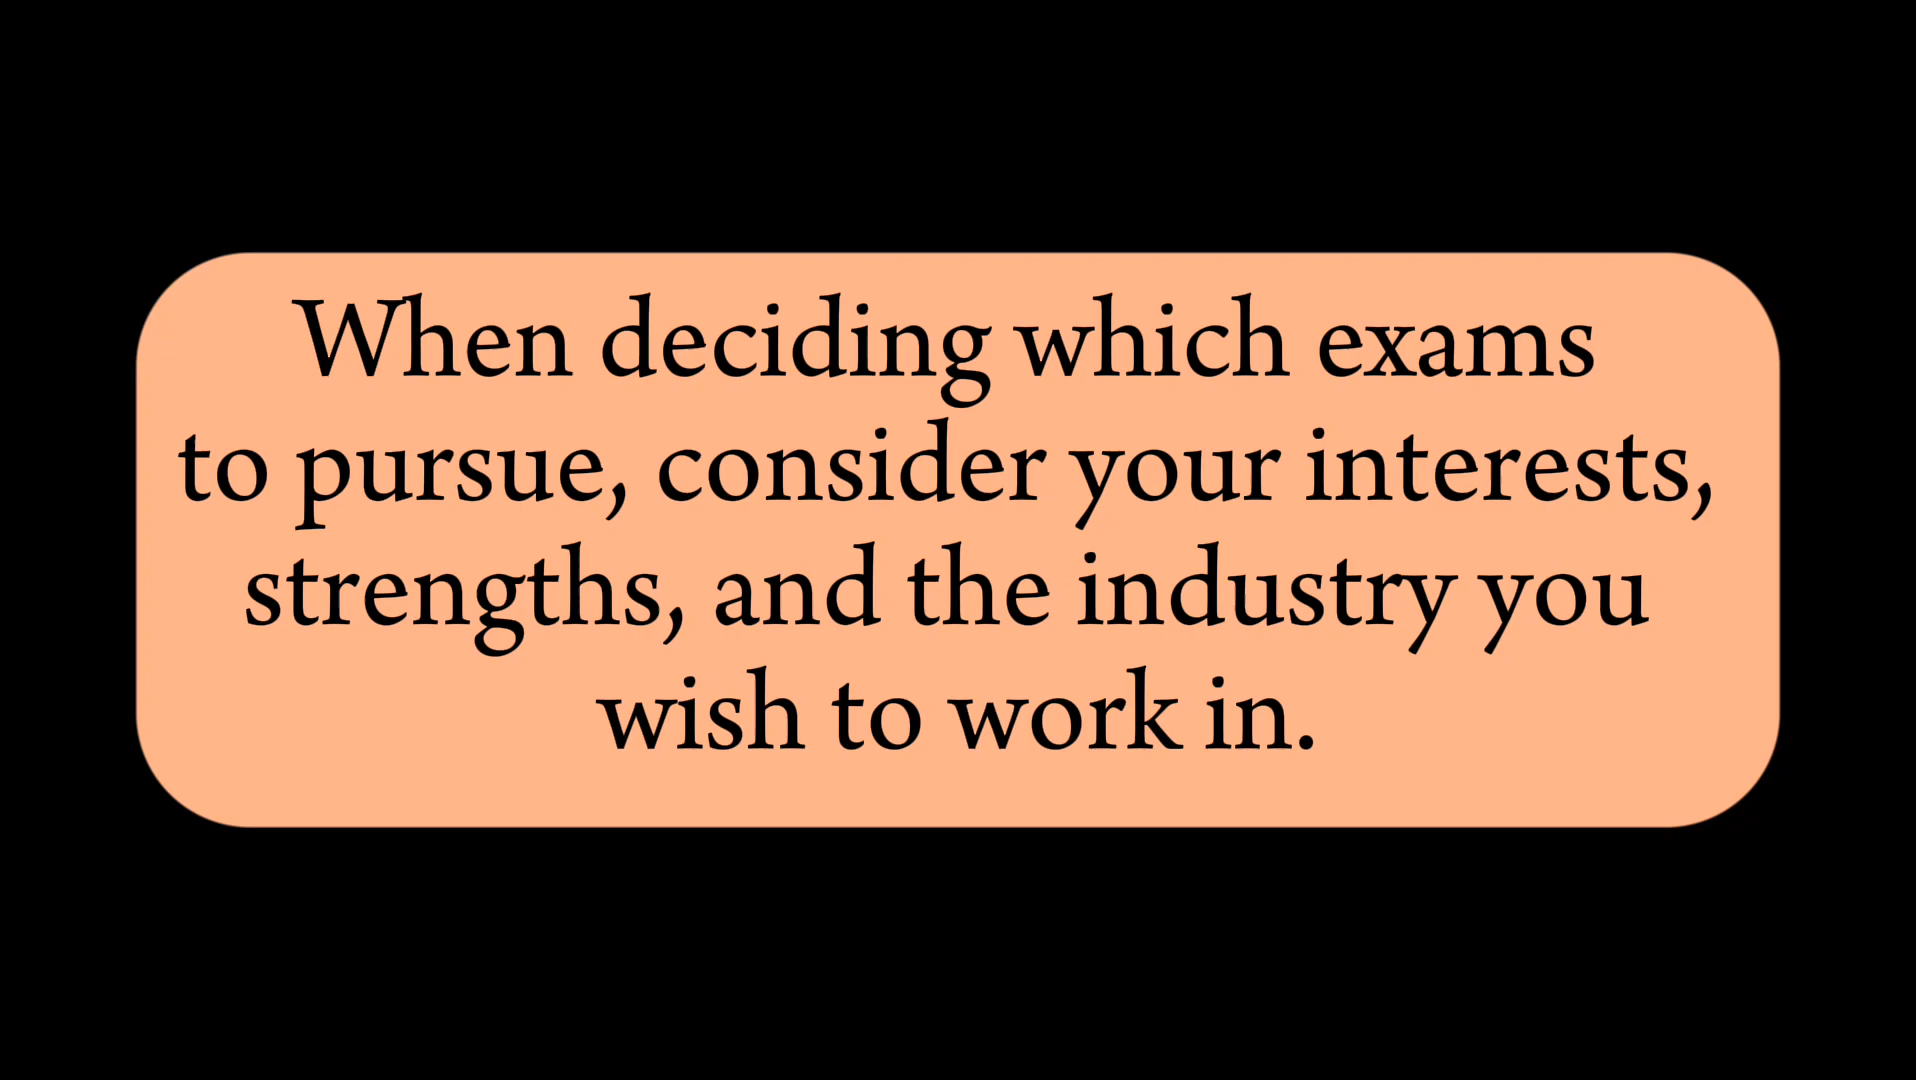 When deciding which exams
to pursue, consider your interests,
strengths, and the industry you
wish to work in.